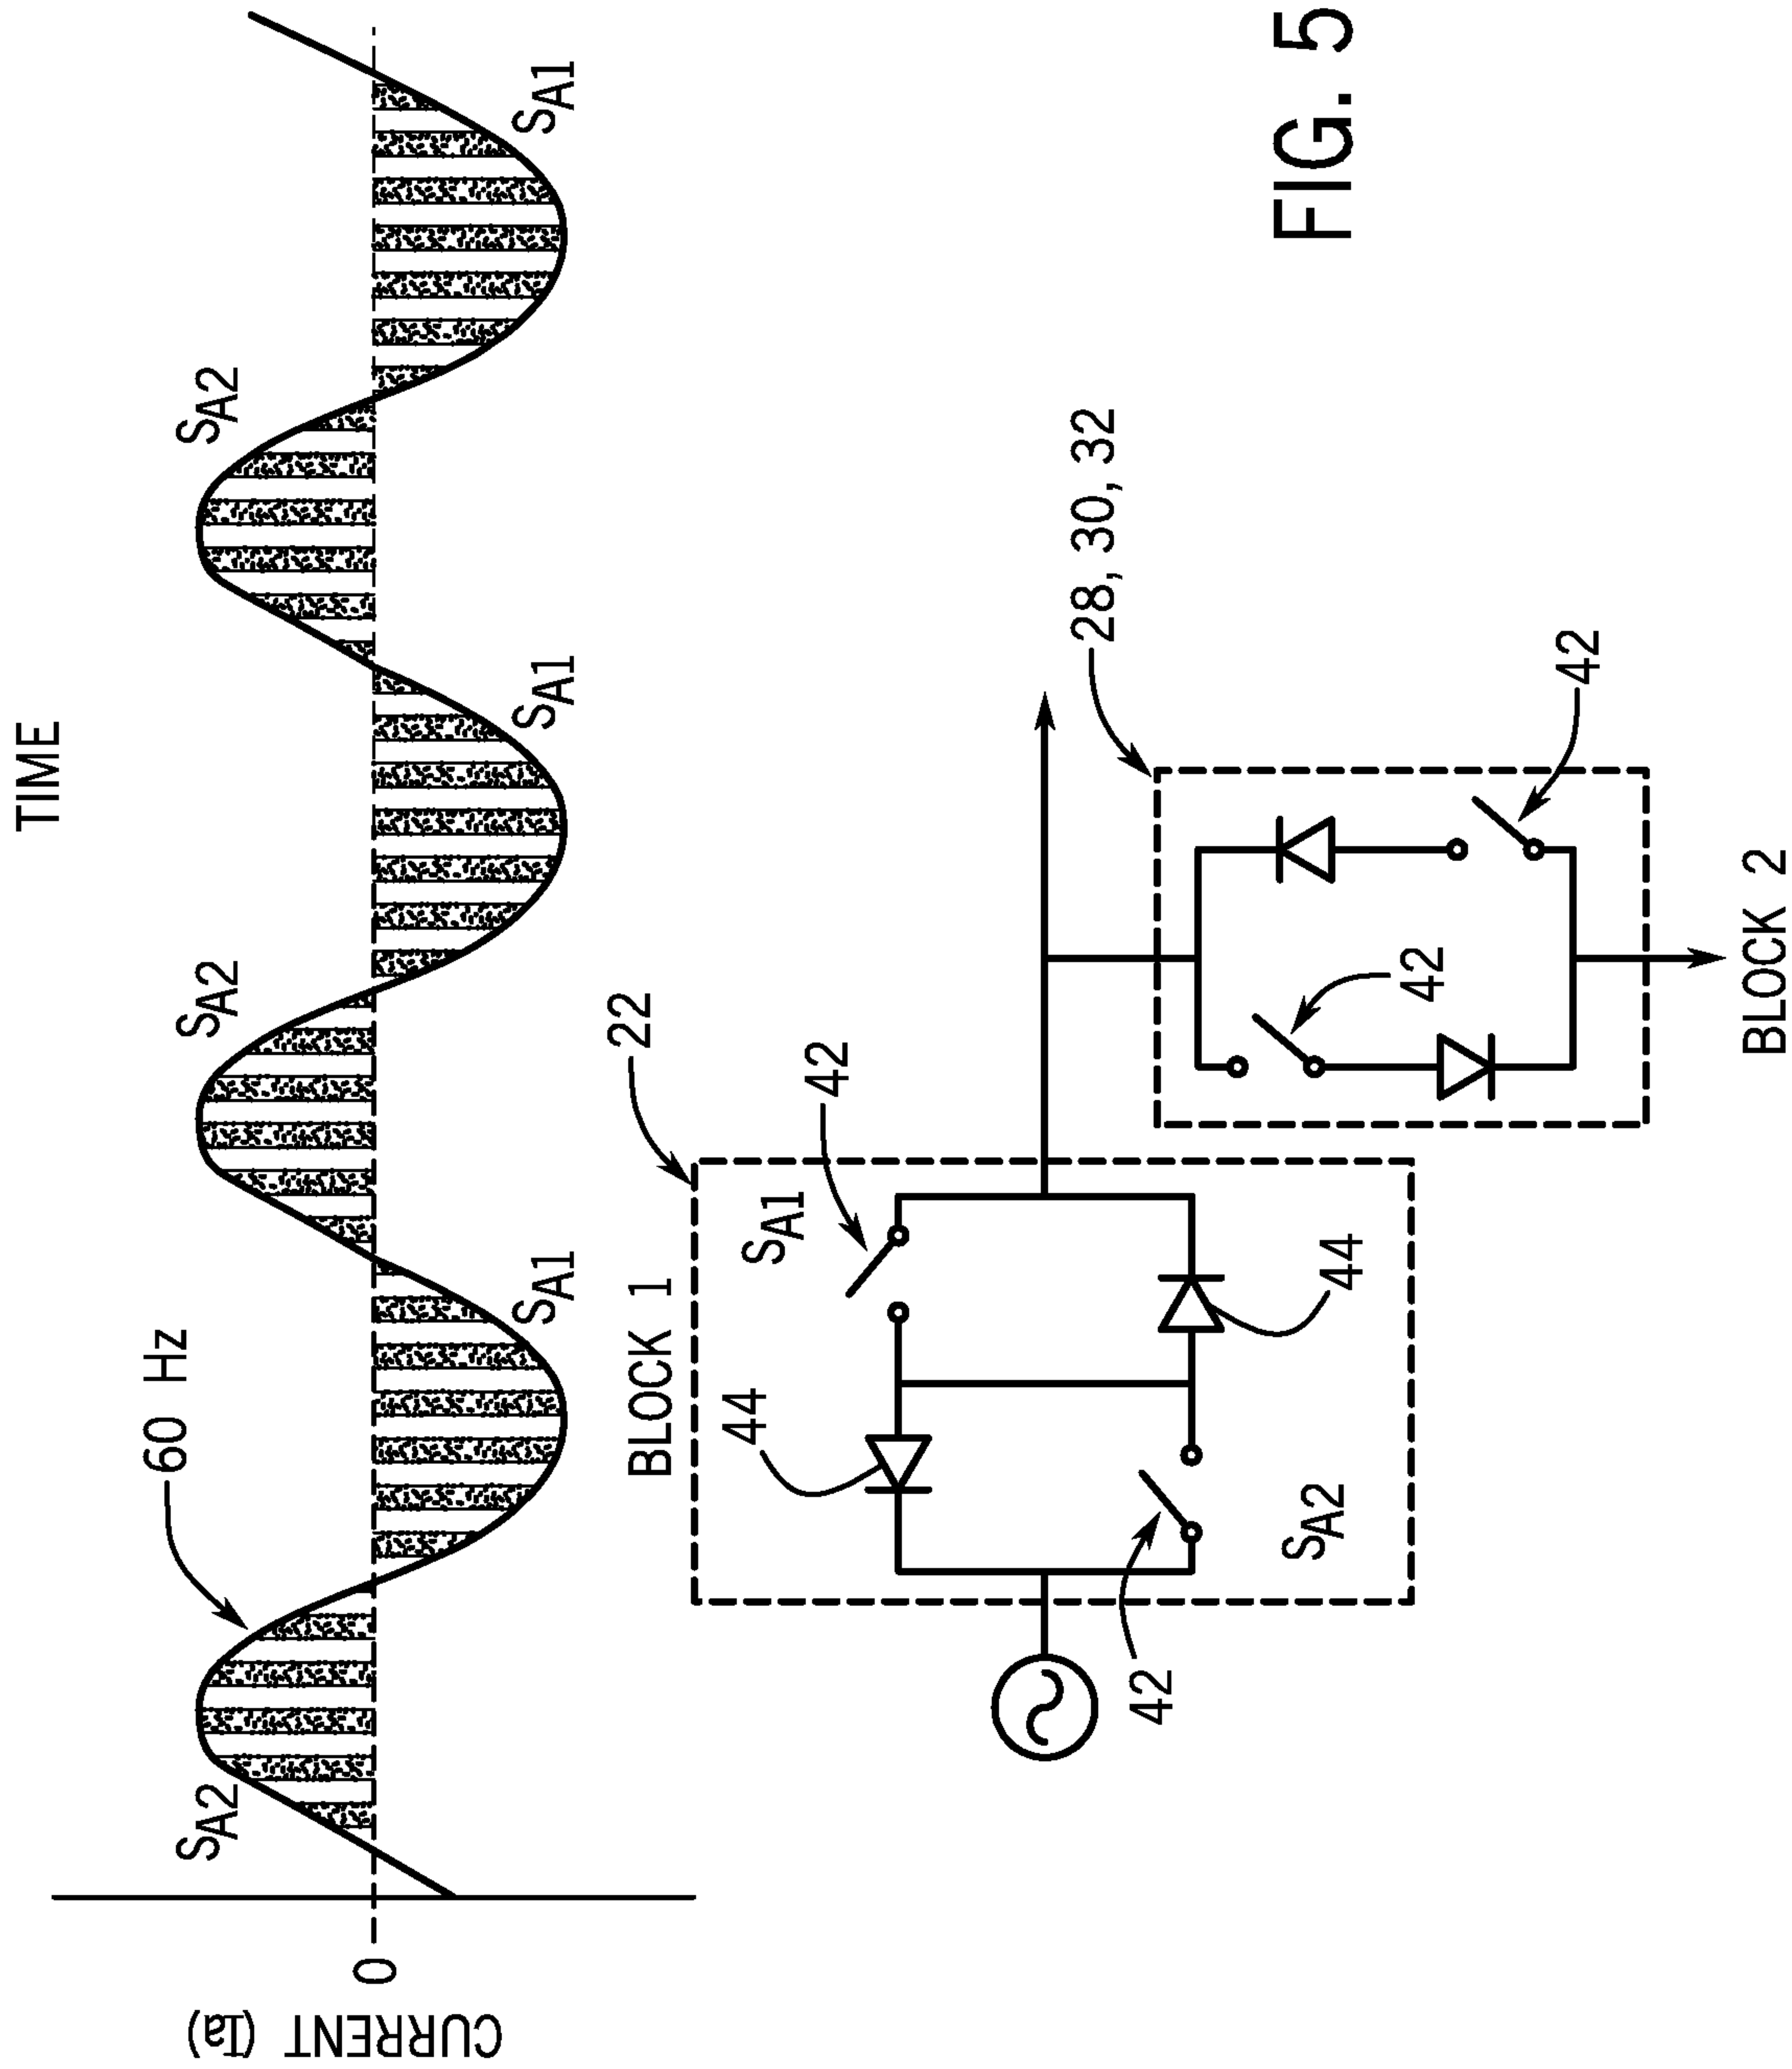 TIME
60 Hz
SA2
SA2
SA2
0
CURRENT (Ia)
SA1
SA1
SA1
BLOCK 1
22
44
SA1
42
28, 30, 32
42
SA2
44
42
42
BLOCK 2
FIG. 5